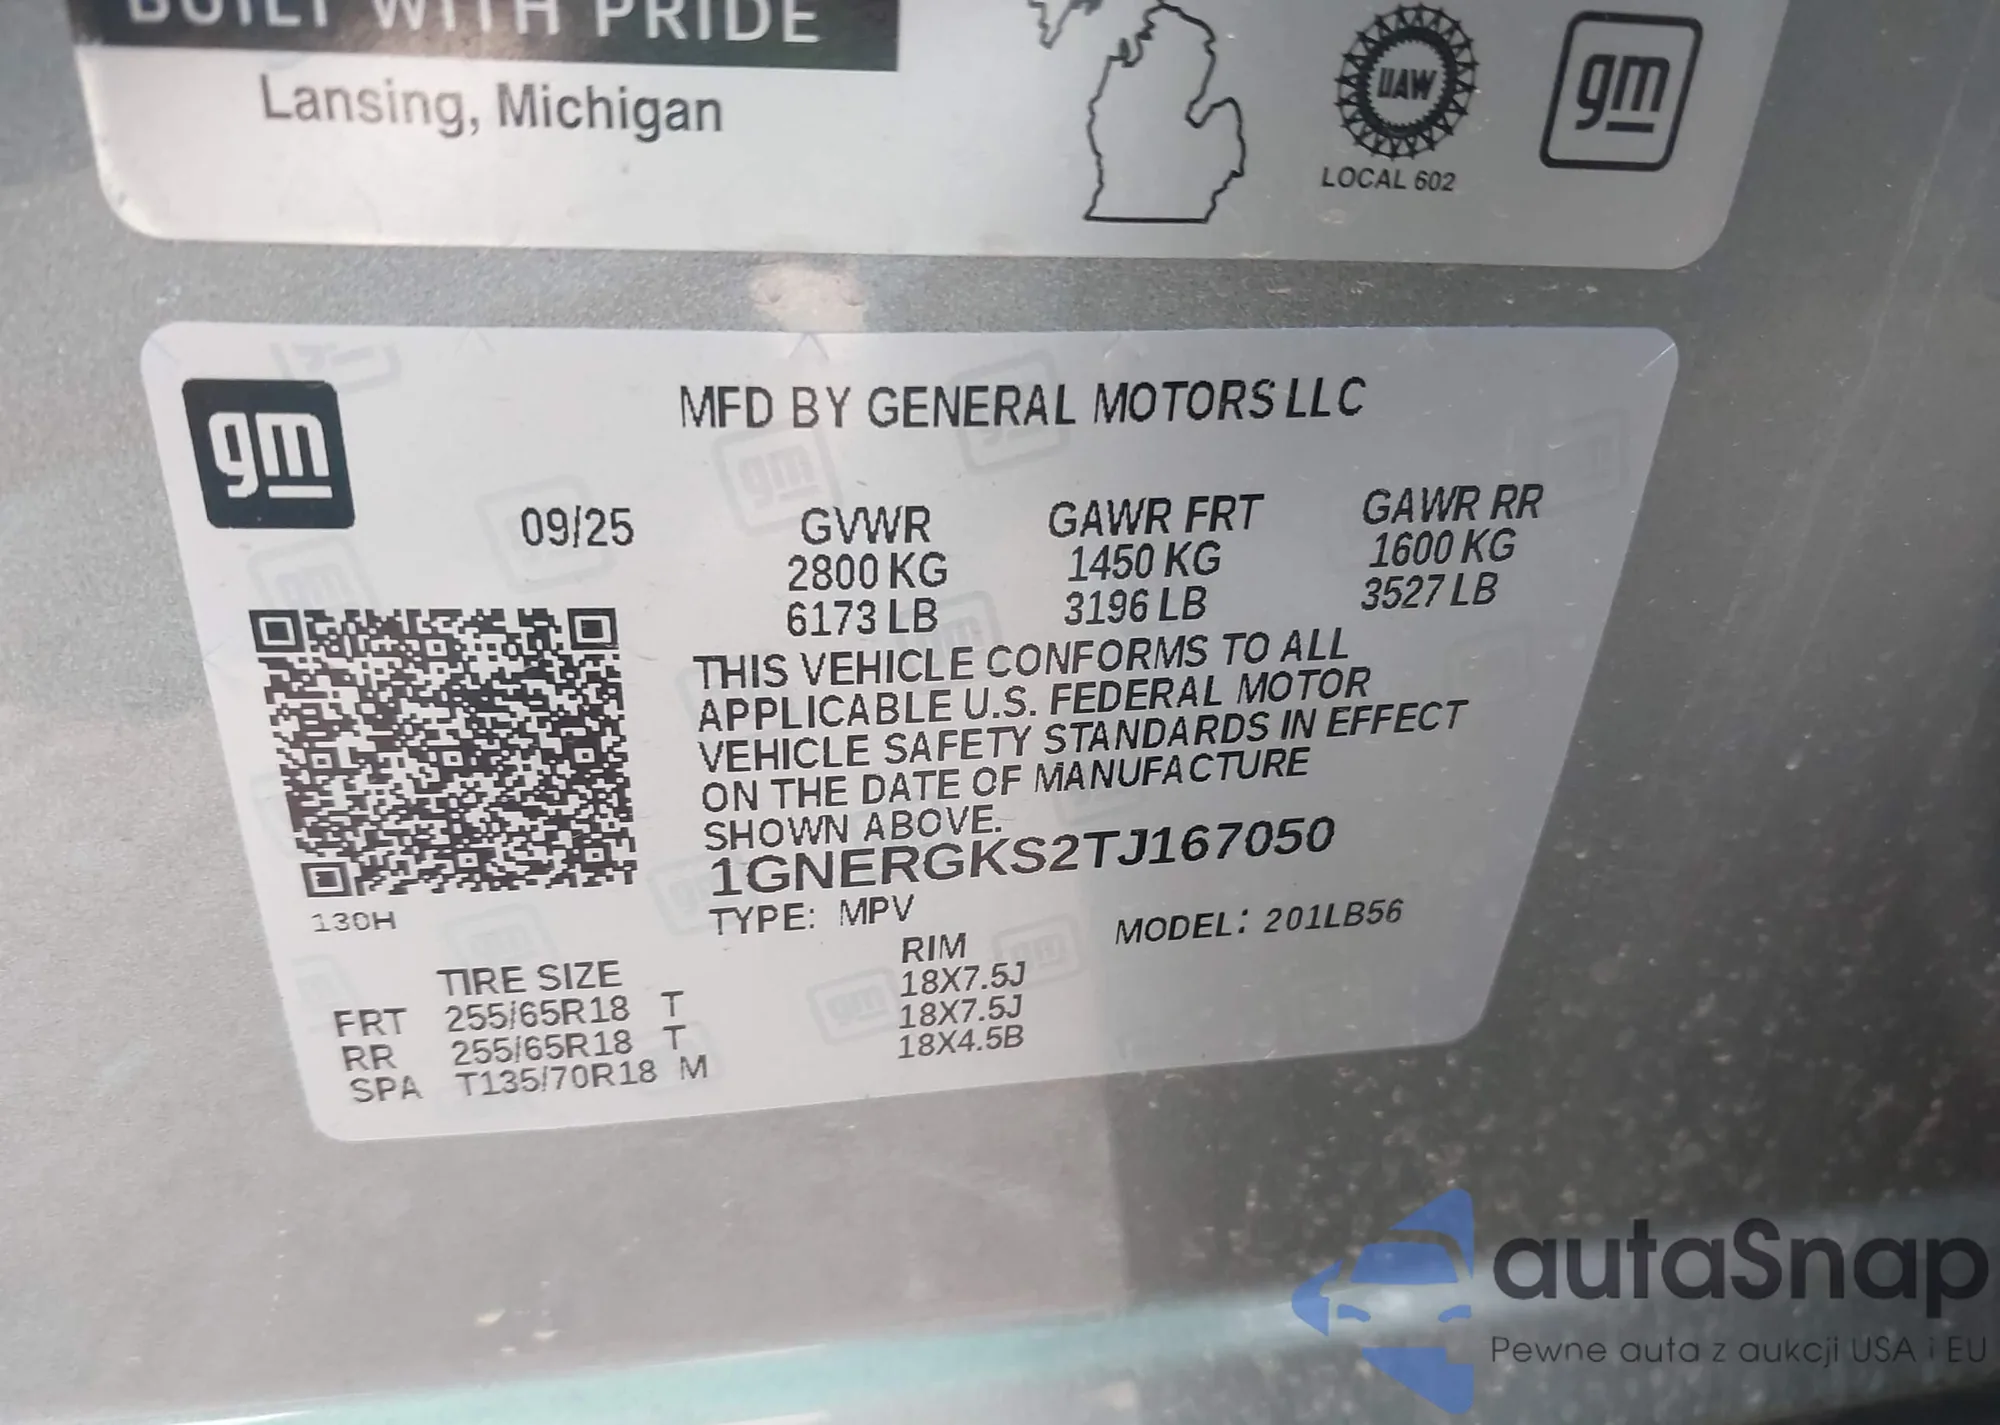 BUILT WITH PRIDE
Lansing, Michigan
UAW
LOCAL 602
gm
gm
MFD BY GENERAL MOTORS LLC
09/25 GVWR GAWR FRT GAWR RR
2800 KG 1450 KG 1600 KG
6173 LB 3196 LB 3527 LB
THIS VEHICLE CONFORMS TO ALL
APPLICABLE U.S. FEDERAL MOTOR
VEHICLE SAFETY STANDARDS IN EFFECT
ON THE DATE OF MANUFACTURE
SHOWN ABOVE.
1GNERGKS2TJ167050
130H
TYPE: MPV MODEL: 201LB56
TIRE SIZE RIM
FRT 255/65R18 T 18X7.5J
RR 255/65R18 T 18X7.5J
SPA T135/70R18 M 18X4.5B
autaSnap
Pewne auta z aukcji USA i EU